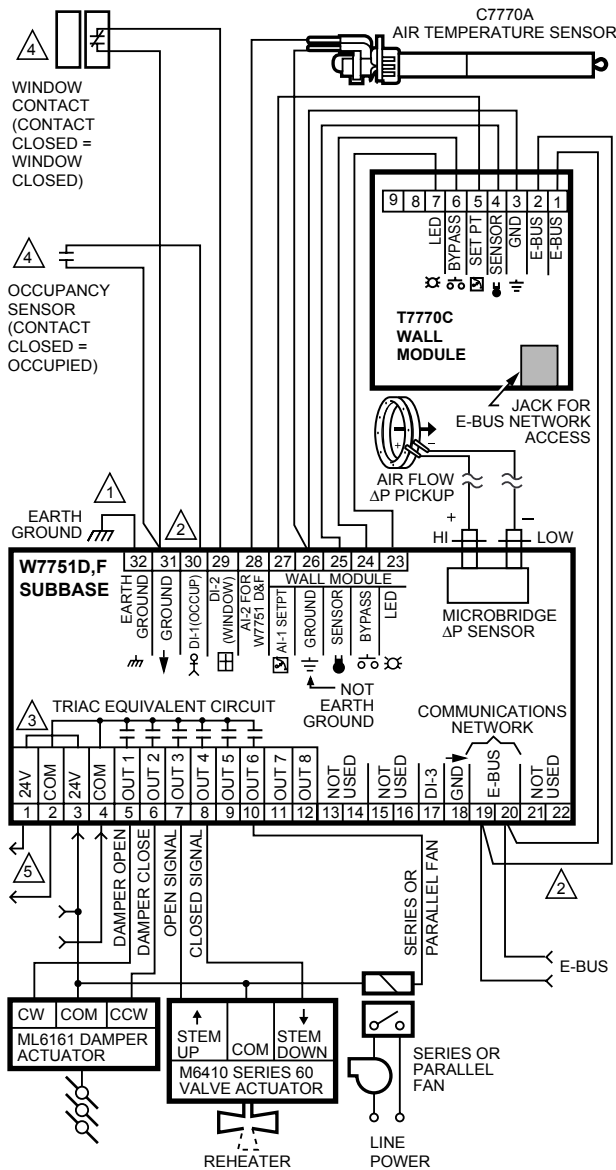 C7770A
AIR TEMPERATURE SENSOR
4
WINDOW
CONTACT
(CONTACT
CLOSED =
WINDOW
CLOSED)
9 8 7 6 5 4 3 2 1
LED
BYPASS
SET PT
SENSOR
GND
E-BUS
E-BUS
T7770C
WALL
MODULE
JACK FOR
E-BUS NETWORK
ACCESS
4
OCCUPANCY
SENSOR
(CONTACT
CLOSED =
OCCUPIED)
+ −
AIR FLOW
ΔP PICKUP
+ −
HI LOW
MICROBRIDGE
ΔP SENSOR
1
EARTH
GROUND
2
W7751D,F
SUBBASE
32 31 30 29 28 27 26 25 24 23
EARTH
GROUND
GROUND
DI-1(OCCUP)
DI-2
(WINDOW)
AI-2 FOR
W7751 D&F
WALL MODULE
AI-1 SETPT
GROUND
SENSOR
BYPASS
LED
NOT
EARTH
GROUND
3
TRIAC EQUIVALENT CIRCUIT
COMMUNICATIONS
NETWORK
24V
COM
24V
COM
OUT 1
OUT 2
OUT 3
OUT 4
OUT 5
OUT 6
OUT 7
OUT 8
NOT
USED
NOT
USED
DI-3
GND
E-BUS
NOT
USED
1 2 3 4 5 6 7 8 9 10 11 12 13 14 15 16 17 18 19 20 21 22
5
DAMPER OPEN
DAMPER CLOSE
OPEN SIGNAL
CLOSED SIGNAL
SERIES OR
PARALLEL FAN
2
E-BUS
CW COM CCW
ML6161 DAMPER
ACTUATOR
STEM
UP
COM
STEM
DOWN
M6410 SERIES 60
VALVE ACTUATOR
REHEATER
SERIES OR
PARALLEL
FAN
LINE
POWER